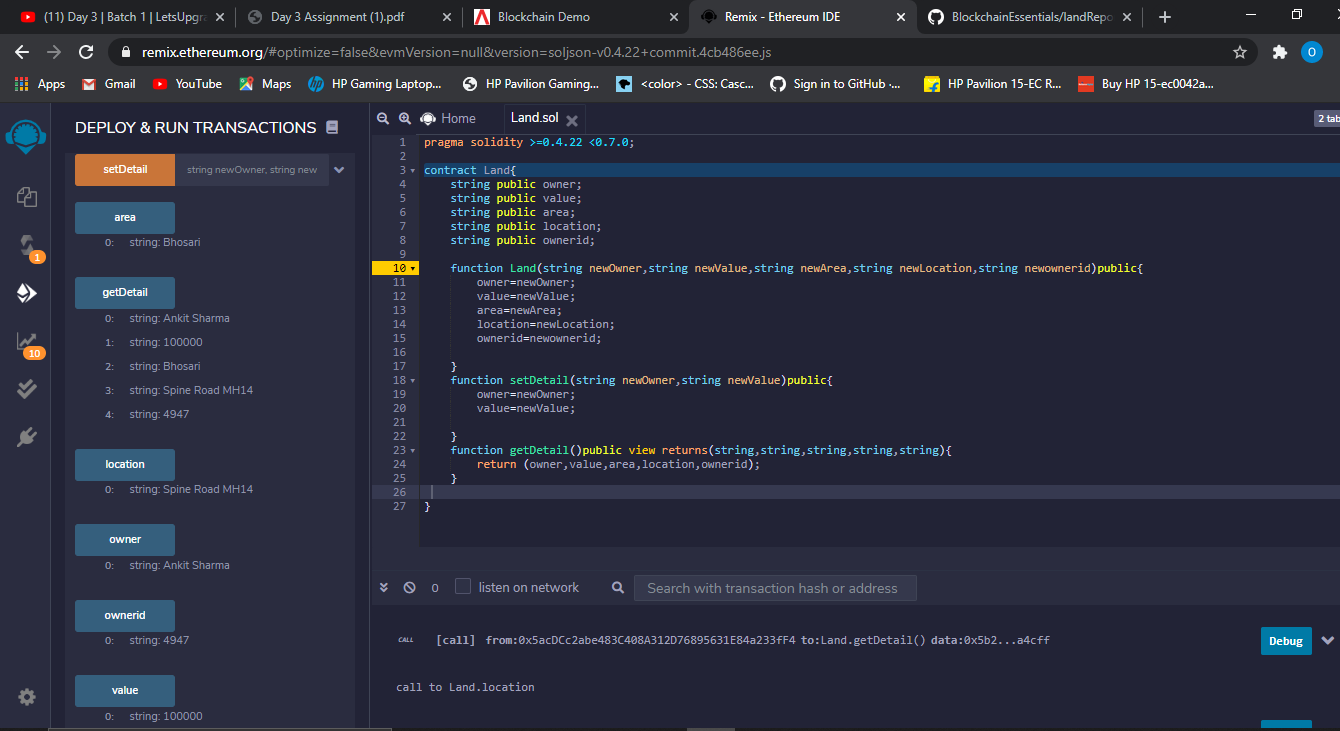 (11) Day 3 | Batch 1 | LetsUpgra
Day 3 Assignment (1).pdf
Blockchain Demo
Remix - Ethereum IDE
BlockchainEssentials/landRepo
remix.ethereum.org/#optimize=false&evmVersion=null&version=soljson-v0.4.22+commit.4cb486ee.js
O
Apps
Gmail
YouTube
Maps
HP Gaming Laptop...
HP Pavilion Gaming...
<color> - CSS: Casc...
Sign in to GitHub ·...
HP Pavilion 15-EC R...
Buy HP 15-ec0042a...
DEPLOY & RUN TRANSACTIONS
setDetail
string newOwner, string new
area
0: string: Bhosari
getDetail
0: string: Ankit Sharma
1: string: 100000
2: string: Bhosari
3: string: Spine Road MH14
4: string: 4947
location
0: string: Spine Road MH14
owner
0: string: Ankit Sharma
ownerid
0: string: 4947
value
0: string: 100000
1
10
Home
Land.sol
2 tab
1 pragma solidity >=0.4.22 <0.7.0;
2
3 contract Land{
4 string public owner;
5 string public value;
6 string public area;
7 string public location;
8 string public ownerid;
9
10 function Land(string newOwner,string newValue,string newArea,string newLocation,string newownerid)public{
11 owner=newOwner;
12 value=newValue;
13 area=newArea;
14 location=newLocation;
15 ownerid=newownerid;
16
17 }
18 function setDetail(string newOwner,string newValue)public{
19 owner=newOwner;
20 value=newValue;
21
22 }
23 function getDetail()public view returns(string,string,string,string,string){
24 return (owner,value,area,location,ownerid);
25 }
26
27 }
0
listen on network
Search with transaction hash or address
CALL
[call] from:0x5acDCc2abe483C408A312D76895631E84a233fF4 to:Land.getDetail() data:0x5b2...a4cff
Debug
call to Land.location